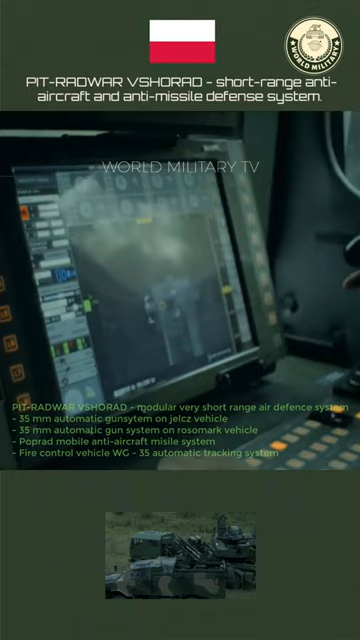 WORLD MILITARY
PIT-RADWAR VSHORAD - short-range anti-
aircraft and anti-missile defense system.
WORLD MILITARY TV
PIT-RADWAR VSHORAD - modular very short range air defence system
- 35 mm automatic gunsytem on jelcz vehicle
- 35 mm automatic gun system on rosomark vehicle
- Poprad mobile anti-aircraft misile system
- Fire control vehicle WG - 35 automatic tracking system